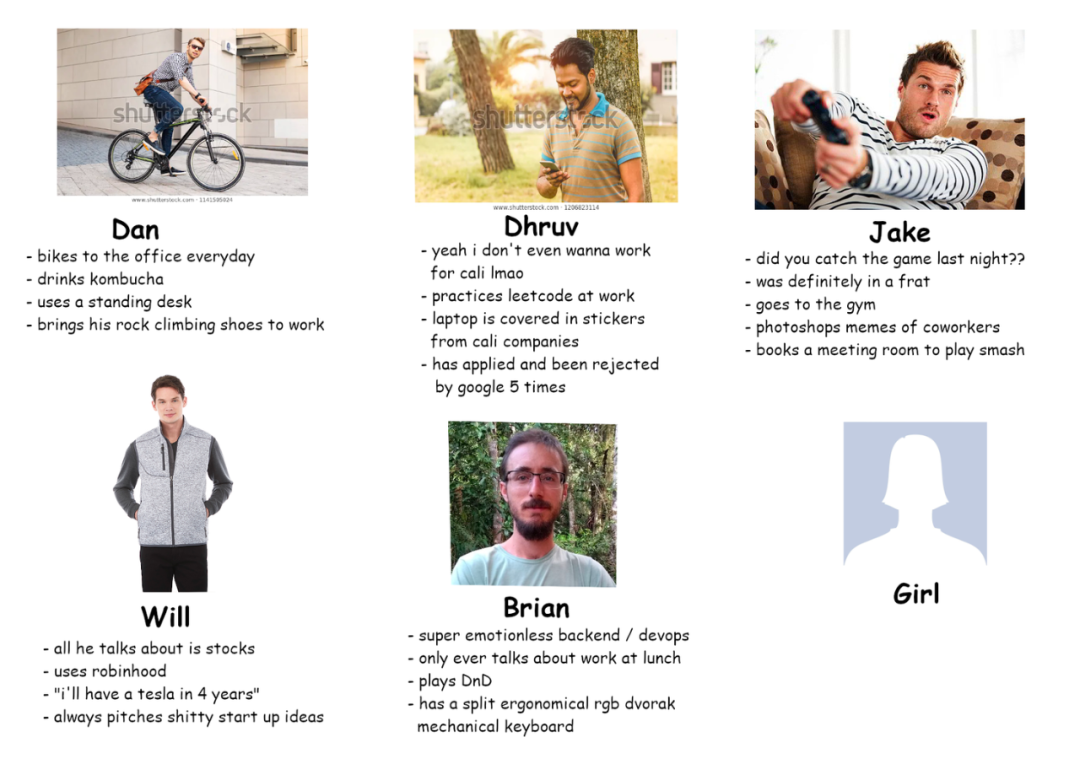 shutterstock
www.shutterstock.com · 1141585024
Dan
- bikes to the office everyday
- drinks kombucha
- uses a standing desk
- brings his rock climbing shoes to work
shutterstock
www.shutterstock.com · 1206623114
Dhruv
- yeah i don't even wanna work
for cali lmao
- practices leetcode at work
- laptop is covered in stickers
from cali companies
- has applied and been rejected
by google 5 times
Jake
- did you catch the game last night??
- was definitely in a frat
- goes to the gym
- photoshops memes of coworkers
- books a meeting room to play smash
Will
- all he talks about is stocks
- uses robinhood
- "i'll have a tesla in 4 years"
- always pitches shitty start up ideas
Brian
- super emotionless backend / devops
- only ever talks about work at lunch
- plays DnD
- has a split ergonomical rgb dvorak
mechanical keyboard
Girl